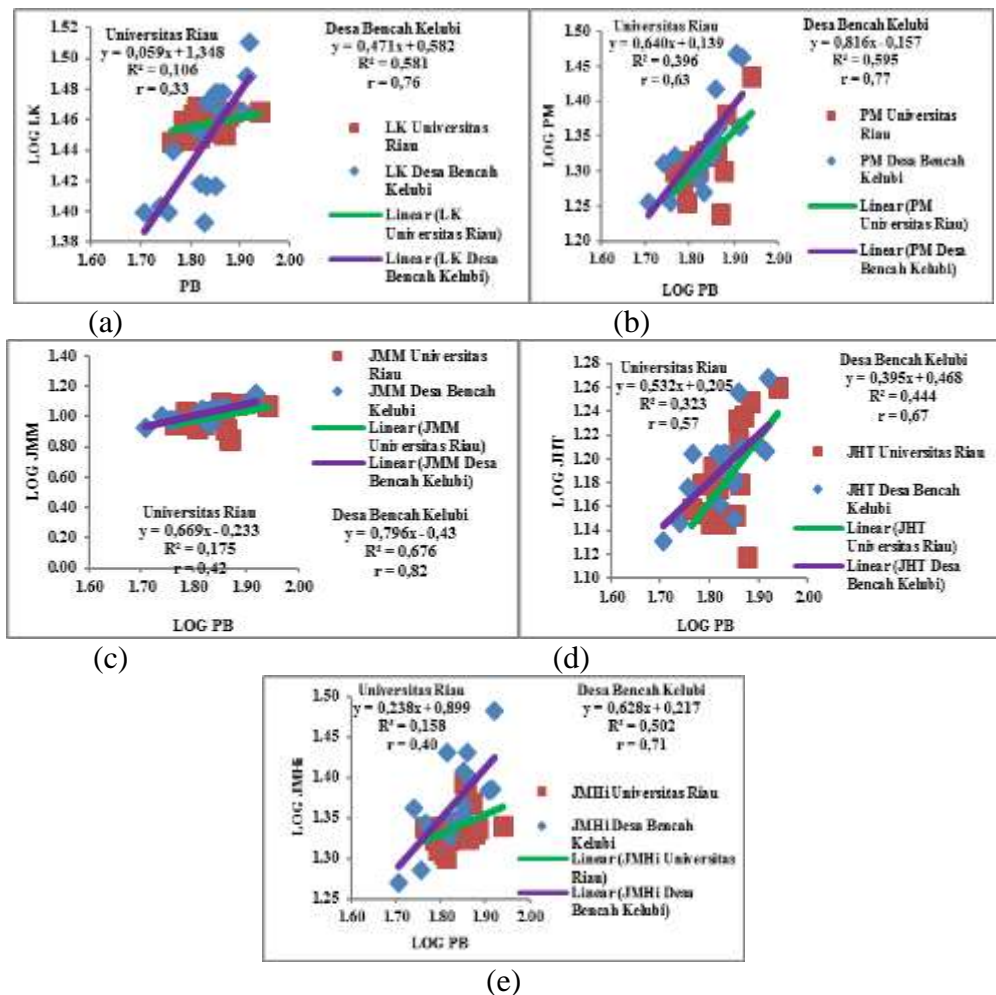 Universitas Riau
y = 0,059x + 1,348
R² = 0,106
r = 0,33
Desa Bencah Kelubi
y = 0,471x + 0,582
R² = 0,581
r = 0,76
LOG LK
1.52
1.50
1.48
1.46
1.44
1.42
1.40
1.38
1.60 1.70 1.80 1.90 2.00
PB
LK Universitas
Riau
LK Desa Bencah
Kelubi
Linear (LK
Universitas Riau)
Linear (LK Desa
Bencah Kelubi)
(a)
Universitas Riau
y = 0,640x + 0,139
R² = 0,396
r = 0,63
Desa Bencah Kelubi
y = 0,816x - 0,157
R² = 0,595
r = 0,77
LOG PM
1.50
1.45
1.40
1.35
1.30
1.25
1.20
1.60 1.70 1.80 1.90 2.00
LOG PB
PM Universitas
Riau
PM Desa Bencah
Kelubi
Linear (PM
Universitas Riau)
Linear (PM Desa
Bencah Kelubi)
(b)
LOG JMM
1.40
1.20
1.00
0.80
0.60
0.40
0.20
0.00
1.60 1.70 1.80 1.90 2.00
LOG PB
JMM Universitas
Riau
JMM Desa Bencah
Kelubi
Linear (JMM
Universitas Riau)
Linear (JMM Desa
Bencah Kelubi)
Universitas Riau
y = 0,669x - 0,233
R² = 0,175
r = 0,42
Desa Bencah Kelubi
y = 0,796x - 0,43
R² = 0,676
r = 0,82
(c)
Universitas Riau
y = 0,532x + 0,205
R² = 0,323
r = 0,57
Desa Bencah Kelubi
y = 0,395x + 0,468
R² = 0,444
r = 0,67
LOG JHT
1.28
1.26
1.24
1.22
1.20
1.18
1.16
1.14
1.12
1.10
1.60 1.70 1.80 1.90 2.00
LOG PB
JHT Universitas
Riau
JHT Desa Bencah
Kelubi
Linear (JHT
Universitas Riau)
Linear (JHT Desa
Bencah Kelubi)
(d)
Universitas Riau
y = 0,238x + 0,899
R² = 0,158
r = 0,40
Desa Bencah Kelubi
y = 0,628x + 0,217
R² = 0,502
r = 0,71
LOG JMHi
1.50
1.45
1.40
1.35
1.30
1.25
1.60 1.70 1.80 1.90 2.00
LOG PB
JMHi Universitas Riau
JMHi Desa Bencah
Kelubi
Linear (JMHi Universitas
Riau)
Linear (JMHi Desa
Bencah Kelubi)
(e)